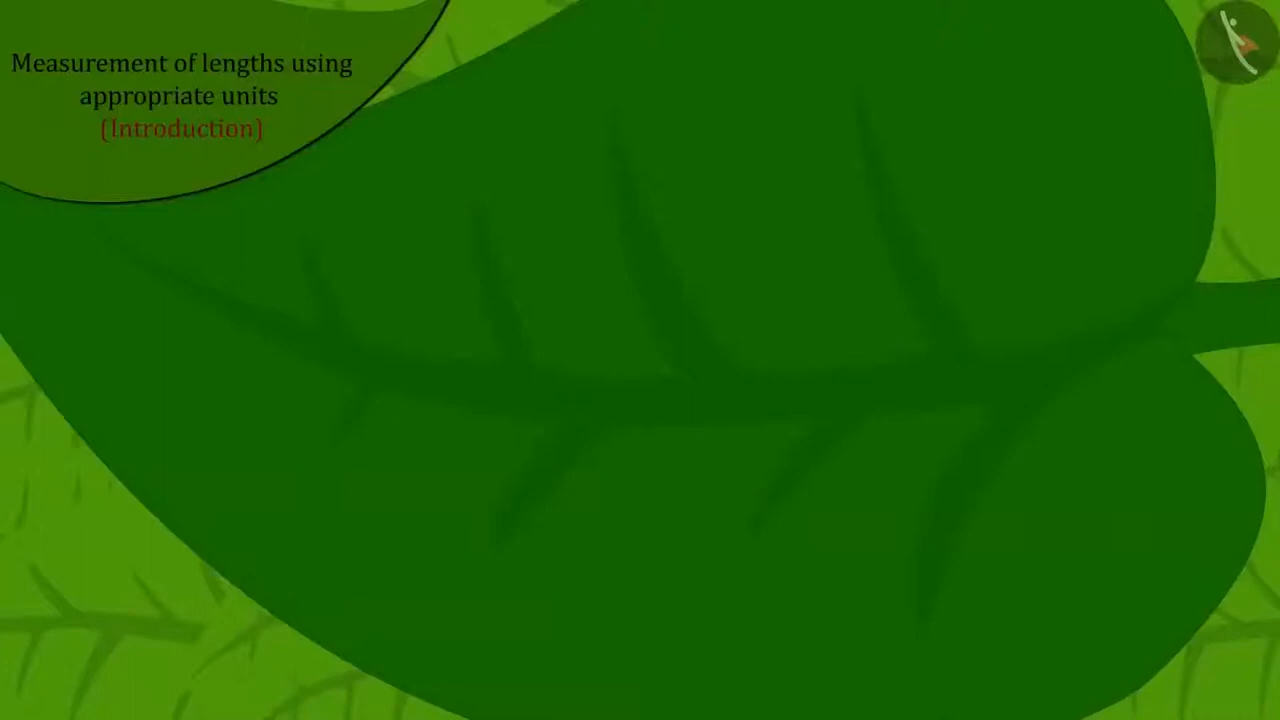 Measurement of lengths using
appropriate units
(Introduction)